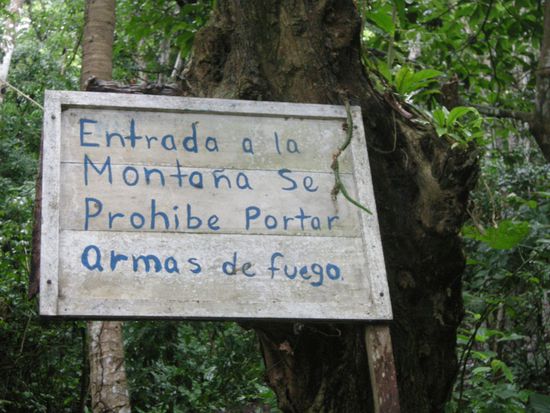 Entrada a la
Montaña Se
Prohibe Portar
armas de fuego.